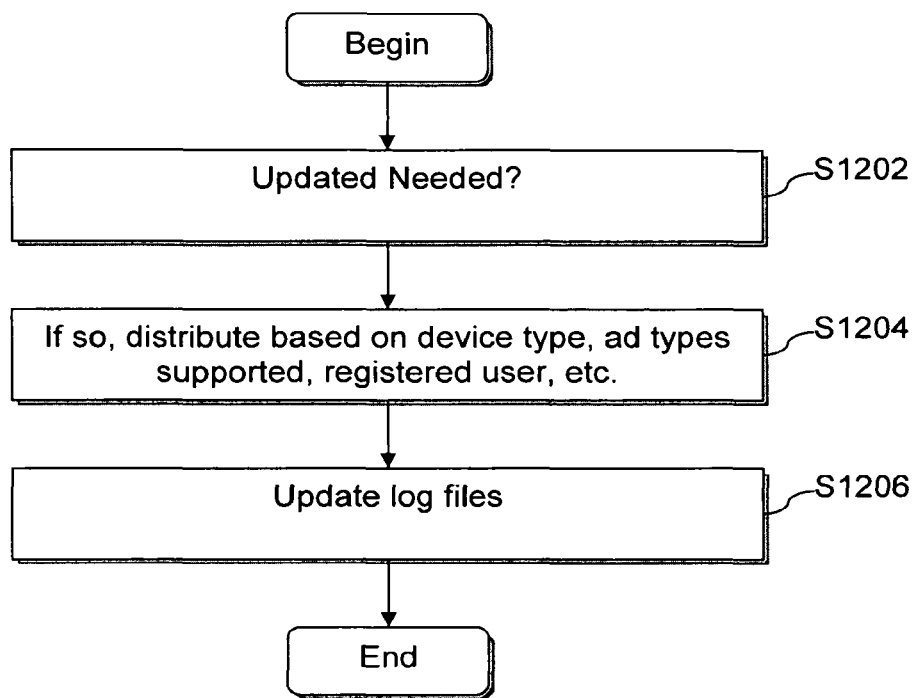 Begin
Updated Needed?
S1202
If so, distribute based on device type, ad types
supported, registered user, etc.
S1204
Update log files
S1206
End